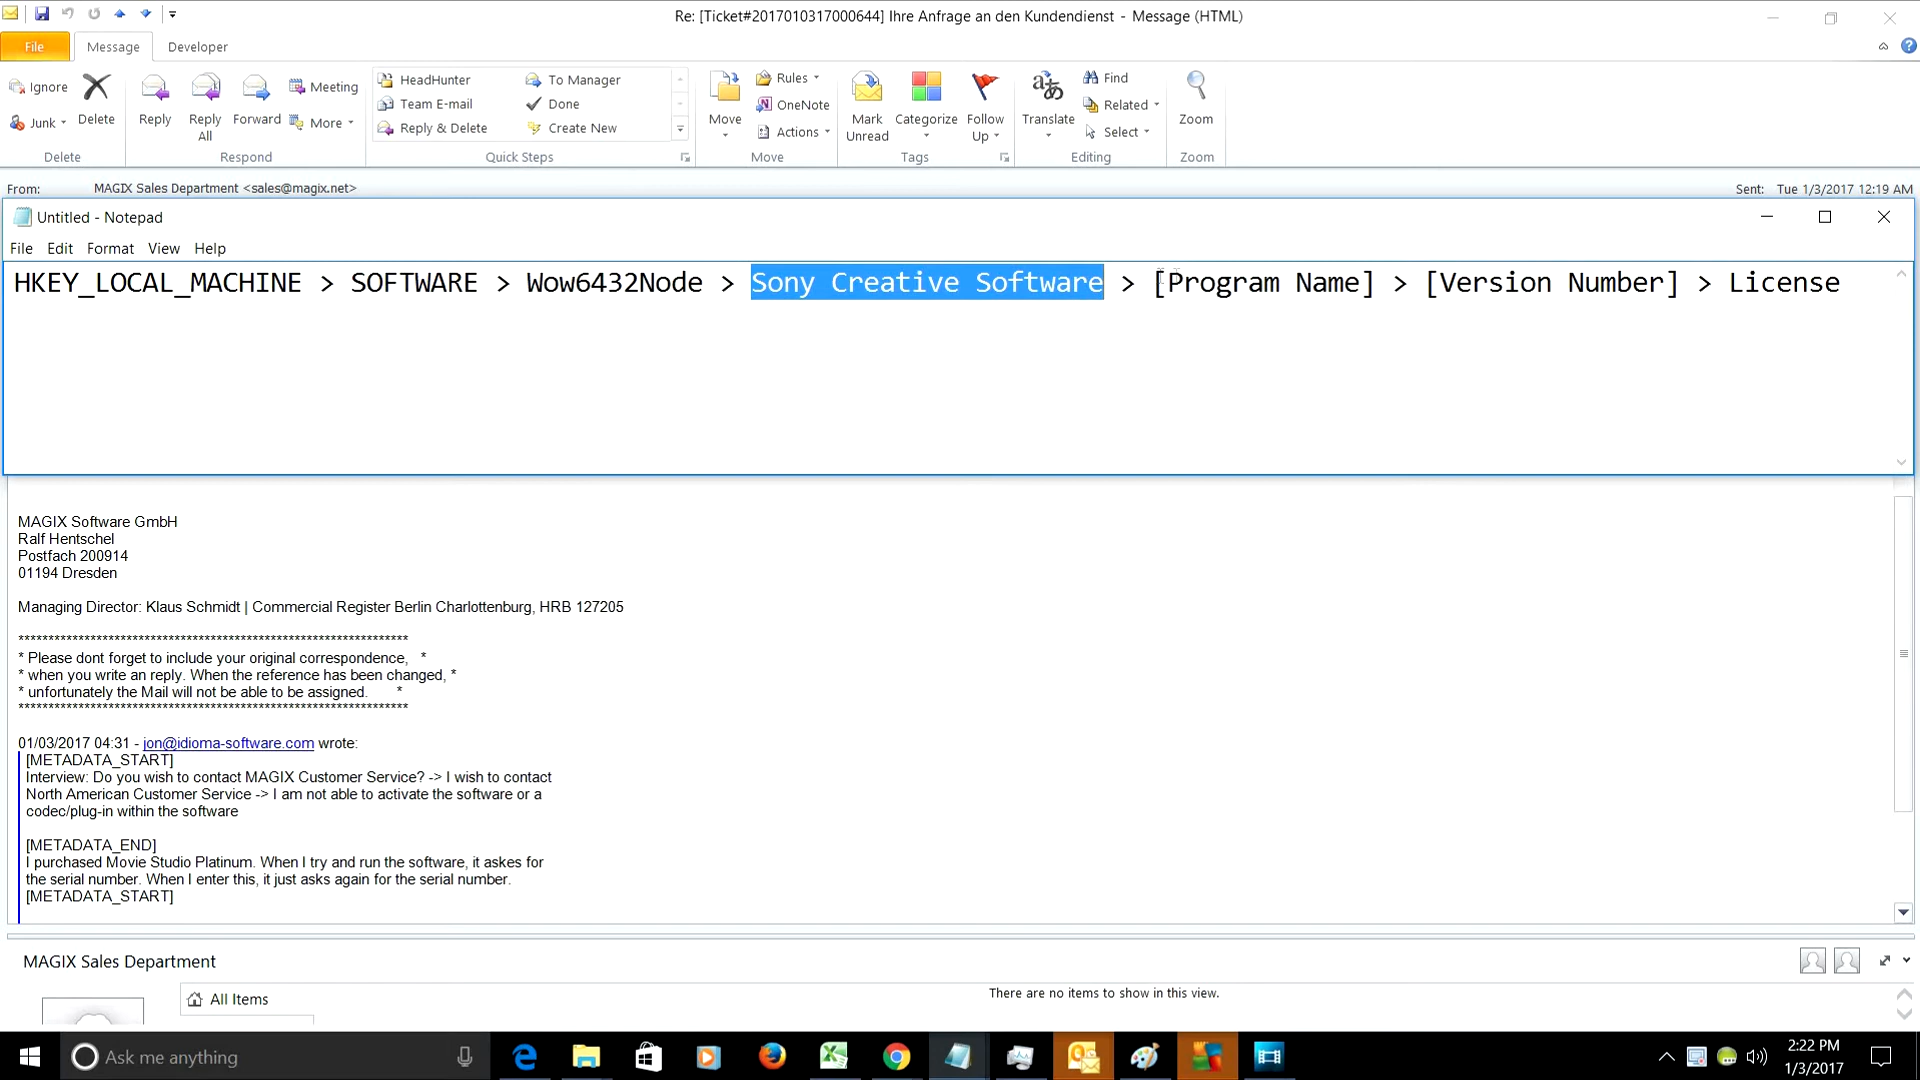 Re: [Ticket#2017010317000644] Ihre Anfrage an den Kundendienst - Message (HTML)
File
Message
Developer
Ignore
Junk
Delete
Delete
Reply
Reply All
Forward
Meeting
More
Respond
HeadHunter
Team E-mail
Reply & Delete
To Manager
Done
Create New
Quick Steps
Move
Rules
OneNote
Actions
Move
Mark Unread
Categorize
Follow Up
Tags
Translate
Find
Related
Select
Editing
Zoom
Zoom
From: MAGIX Sales Department <sales@magix.net>
Sent: Tue 1/3/2017 12:19 AM
Untitled - Notepad
File Edit Format View Help
HKEY_LOCAL_MACHINE > SOFTWARE > Wow6432Node > Sony Creative Software > [Program Name] > [Version Number] > License
MAGIX Software GmbH
Ralf Hentschel
Postfach 200914
01194 Dresden
Managing Director: Klaus Schmidt | Commercial Register Berlin Charlottenburg, HRB 127205
*****************************************************************
* Please dont forget to include your original correspondence, *
* when you write an reply. When the reference has been changed, *
* unfortunately the Mail will not be able to be assigned. *
*****************************************************************
01/03/2017 04:31 - jon@idioma-software.com wrote:
[METADATA_START]
Interview: Do you wish to contact MAGIX Customer Service? -> I wish to contact
North American Customer Service -> I am not able to activate the software or a
codec/plug-in within the software
[METADATA_END]
I purchased Movie Studio Platinum. When I try and run the software, it askes for
the serial number. When I enter this, it just asks again for the serial number.
[METADATA_START]
MAGIX Sales Department
All Items
There are no items to show in this view.
Ask me anything
2:22 PM
1/3/2017